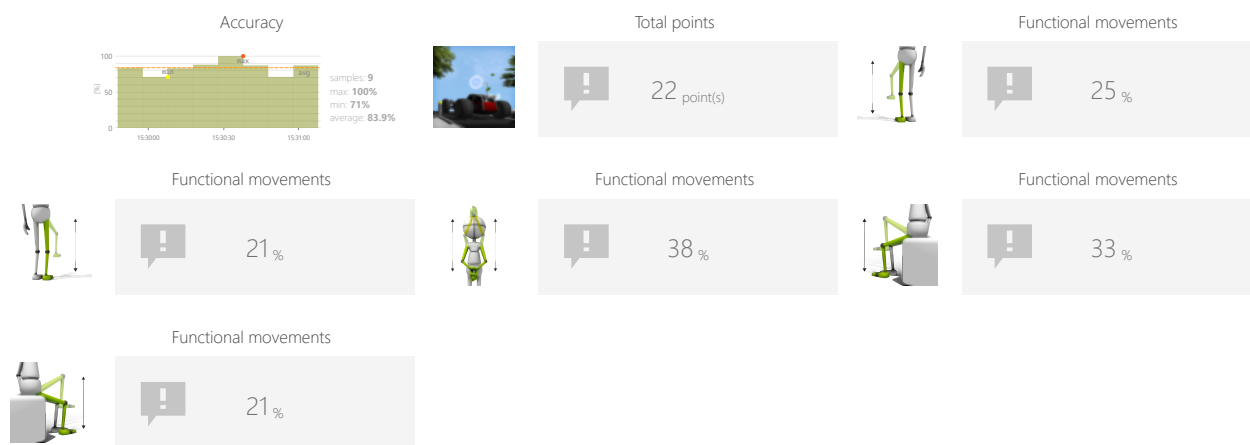 Accuracy
Total points
Functional movements
100
50
0
[%]
min
max
avg
15:30:00
15:30:30
15:31:00
samples: 9
max: 100%
min: 71%
average: 83.9%
22 point(s)
25 %
Functional movements
Functional movements
Functional movements
21 %
38 %
33 %
Functional movements
21 %